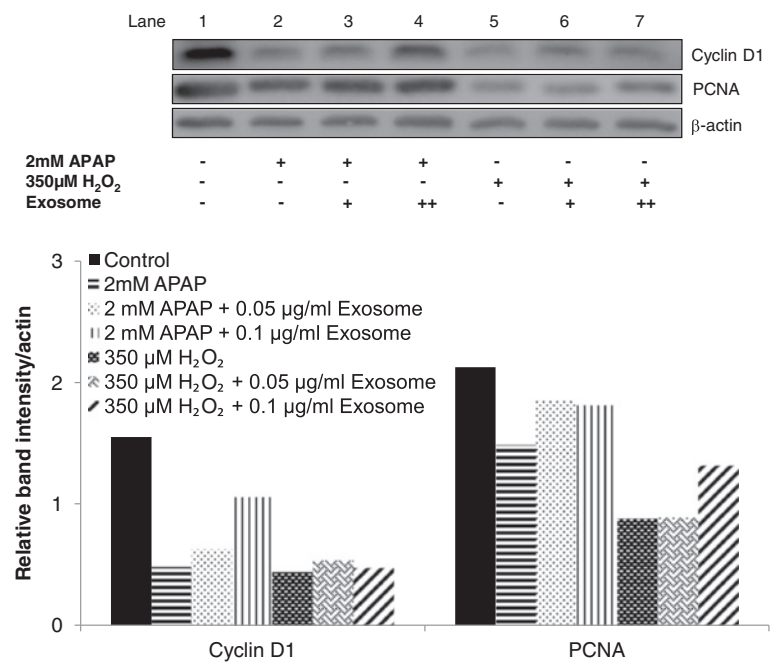 Lane 1 2 3 4 5 6 7
Cyclin D1
PCNA
β-actin
2mM APAP - + + + - - -
350µM H₂O₂ - - - - + + +
Exosome - - + ++ - + ++
3
Control
2mM APAP
2 mM APAP + 0.05 µg/ml Exosome
2 mM APAP + 0.1 µg/ml Exosome
350 µM H₂O₂
2
350 µM H₂O₂ + 0.05 µg/ml Exosome
350 µM H₂O₂ + 0.1 µg/ml Exosome
Relative band intensity/actin
1
0
Cyclin D1 PCNA